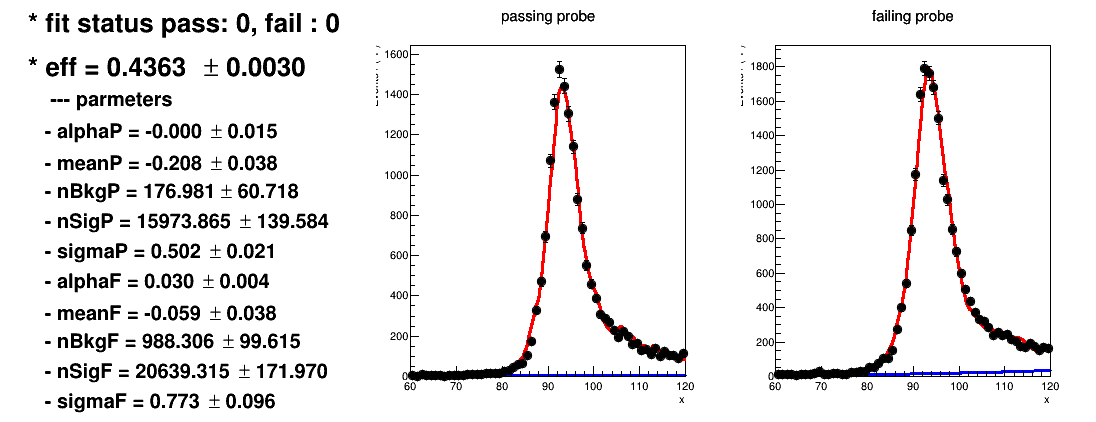 * fit status pass: 0, fail : 0
* eff = 0.4363 ± 0.0030
--- parmeters
- alphaP = -0.000 ± 0.015
- meanP = -0.208 ± 0.038
- nBkgP = 176.981 ± 60.718
- nSigP = 15973.865 ± 139.584
- sigmaP = 0.502 ± 0.021
- alphaF = 0.030 ± 0.004
- meanF = -0.059 ± 0.038
- nBkgF = 988.306 ± 99.615
- nSigF = 20639.315 ± 171.970
- sigmaF = 0.773 ± 0.096
passing probe
1600
1400
1200
1000
800
600
400
200
0
60 70 80 90 100 110 120
x
failing probe
1800
1600
1400
1200
1000
800
600
400
200
0
60 70 80 90 100 110 120
x